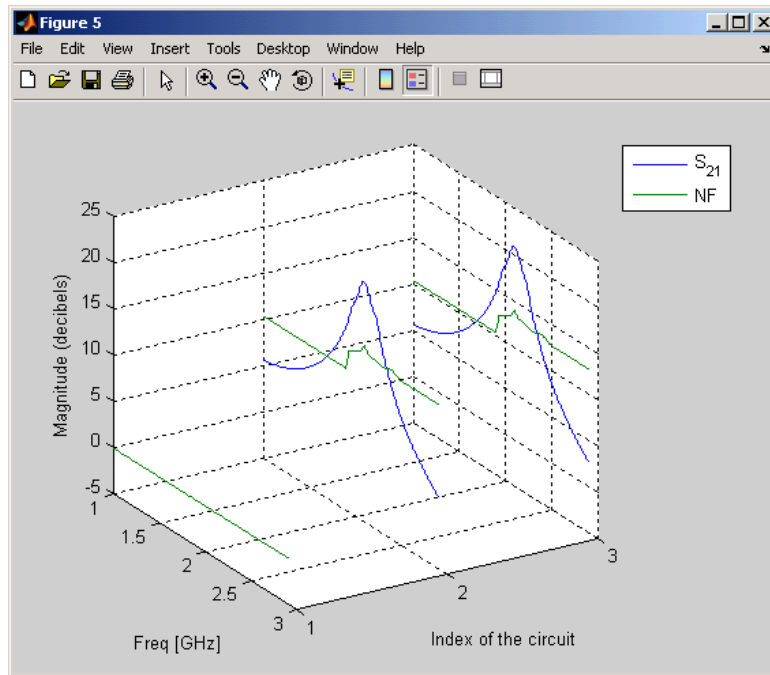 Figure 5
File Edit View Insert Tools Desktop Window Help
S21
NF
25
20
15
10
5
0
-5
Magnitude (decibels)
1
1.5
2
2.5
3
Freq [GHz]
1
2
3
Index of the circuit